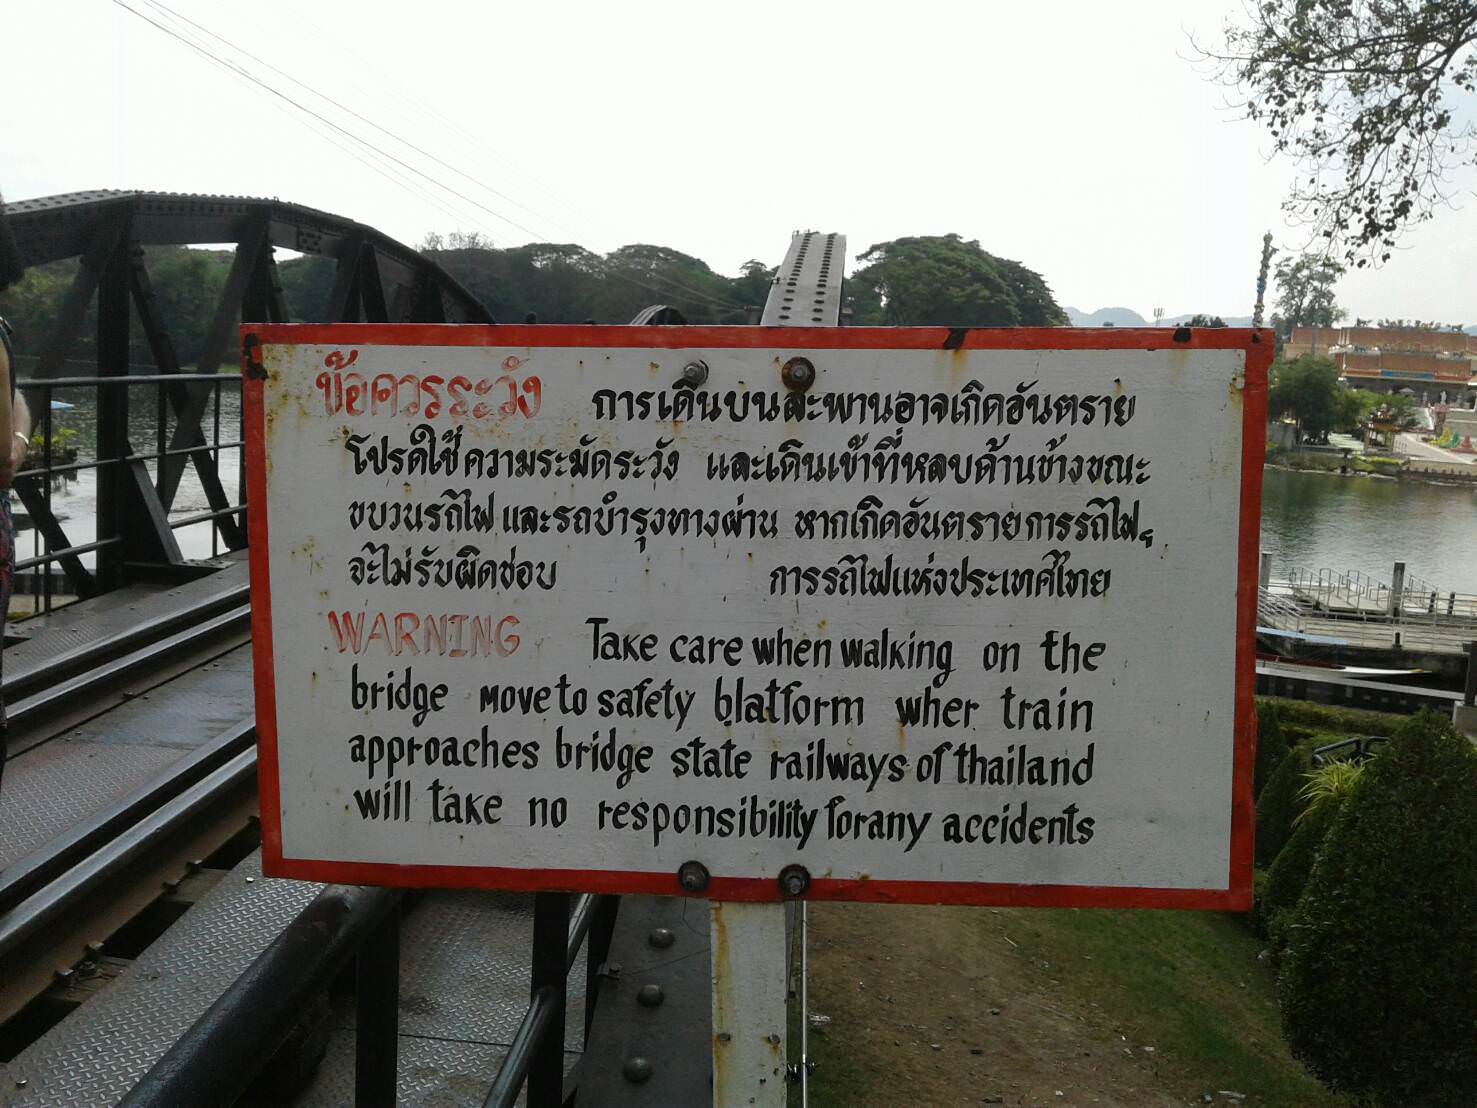 ข้อควรระวัง การเดินบนสะพานอาจเกิดอันตราย
โปรดใช้ความระมัดระวัง และเดินเข้าที่หลบด้านข้างขณะ
ขบวนรถไฟ และรถบำรุงทางผ่าน หากเกิดอันตรายการรถไฟฯ
จะไม่รับผิดชอบ การรถไฟแห่งประเทศไทย
WARNING Take care when walking on the
bridge move to safety blatform wher train
approaches bridge state railways of thailand
will take no responsibility forany accidents